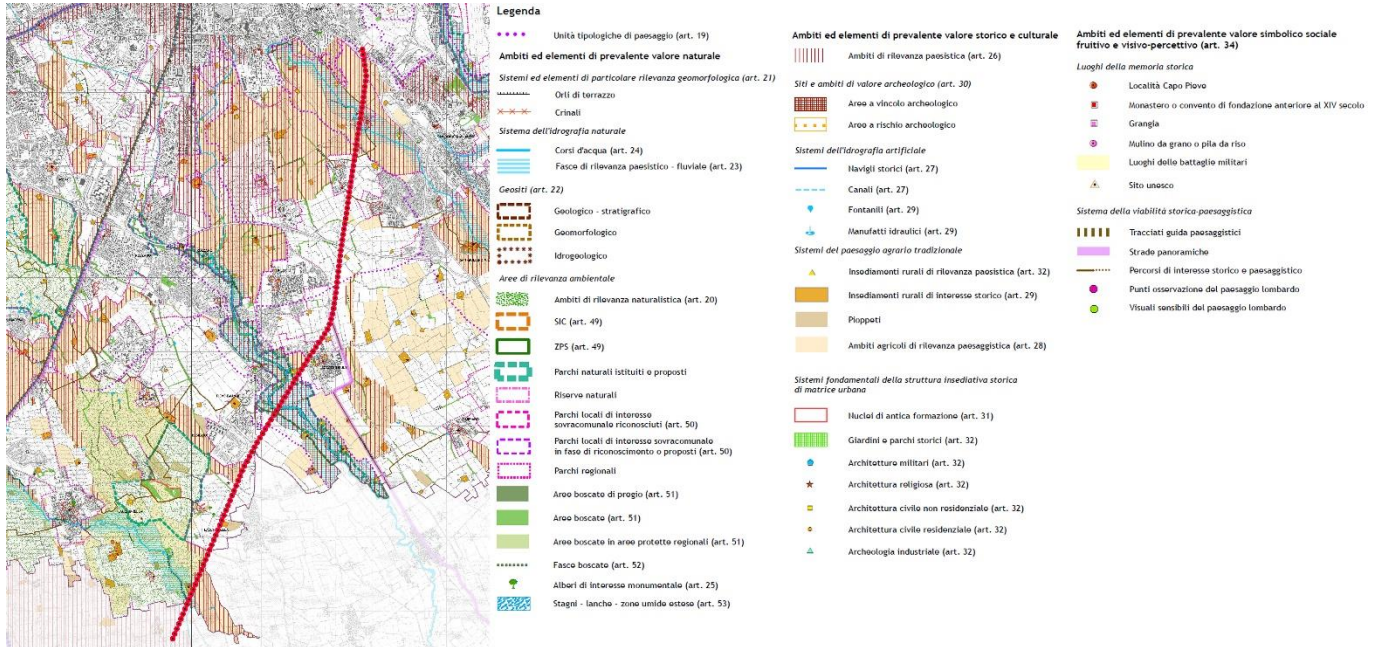 Legenda
Unità tipologiche di paesaggio (art. 19)
Ambiti ed elementi di prevalente valore naturale
Sistemi ed elementi di particolare rilevanza geomorfologica (art. 21)
Orli di terrazzo
Crinali
Sistema dell'idrografia naturale
Corsi d'acqua (art. 24)
Fasce di rilevanza paesistico - fluviale (art. 23)
Geositi (art. 22)
Geologico - stratigrafico
Geomorfologico
Idrogeologico
Aree di rilevanza ambientale
Ambiti di rilevanza naturalistica (art. 20)
SIC (art. 49)
ZPS (art. 49)
Parchi naturali istituiti e proposti
Riserve naturali
Parchi locali di interesse
sovracomunale riconosciuti (art. 50)
Parchi locali di interesse sovracomunale
in fase di riconoscimento o proposti (art. 50)
Parchi regionali
Aree boscate di pregio (art. 51)
Aree boscate (art. 51)
Aree boscate in aree protette regionali (art. 51)
Fasce boscate (art. 52)
Alberi di interesse monumentale (art. 25)
Stagni - lanche - zone umide estese (art. 53)
Ambiti ed elementi di prevalente valore storico e culturale
Ambiti di rilevanza paesistica (art. 26)
Siti e ambiti di valore archeologico (art. 30)
Aree a vincolo archeologico
Aree a rischio archeologico
Sistemi dell'idrografia artificiale
Navigli storici (art. 27)
Canali (art. 27)
Fontanili (art. 29)
Manufatti idraulici (art. 29)
Sistemi del paesaggio agrario tradizionale
Insediamenti rurali di rilevanza paesistica (art. 32)
Insediamenti rurali di interesse storico (art. 29)
Pioppeti
Ambiti agricoli di rilevanza paesaggistica (art. 28)
Sistemi fondamentali della struttura insediativa storica
di matrice urbana
Nuclei di antica formazione (art. 31)
Giardini e parchi storici (art. 32)
Architetture militari (art. 32)
Architettura religiosa (art. 32)
Architettura civile non residenziale (art. 32)
Architettura civile residenziale (art. 32)
Archeologia industriale (art. 32)
Ambiti ed elementi di prevalente valore simbolico sociale
fruitivo e visivo-percettivo (art. 34)
Luoghi della memoria storica
Località Capo Pieve
Monastero o convento di fondazione anteriore al XIV secolo
Grangia
Mulino da grano o pila da riso
Luoghi delle battaglie militari
Sito unesco
Sistema della viabilità storica-paesaggistica
Tracciati guida paesaggistici
Strade panoramiche
Percorsi di interesse storico e paesaggistico
Punti osservazione del paesaggio lombardo
Visuali sensibili del paesaggio lombardo